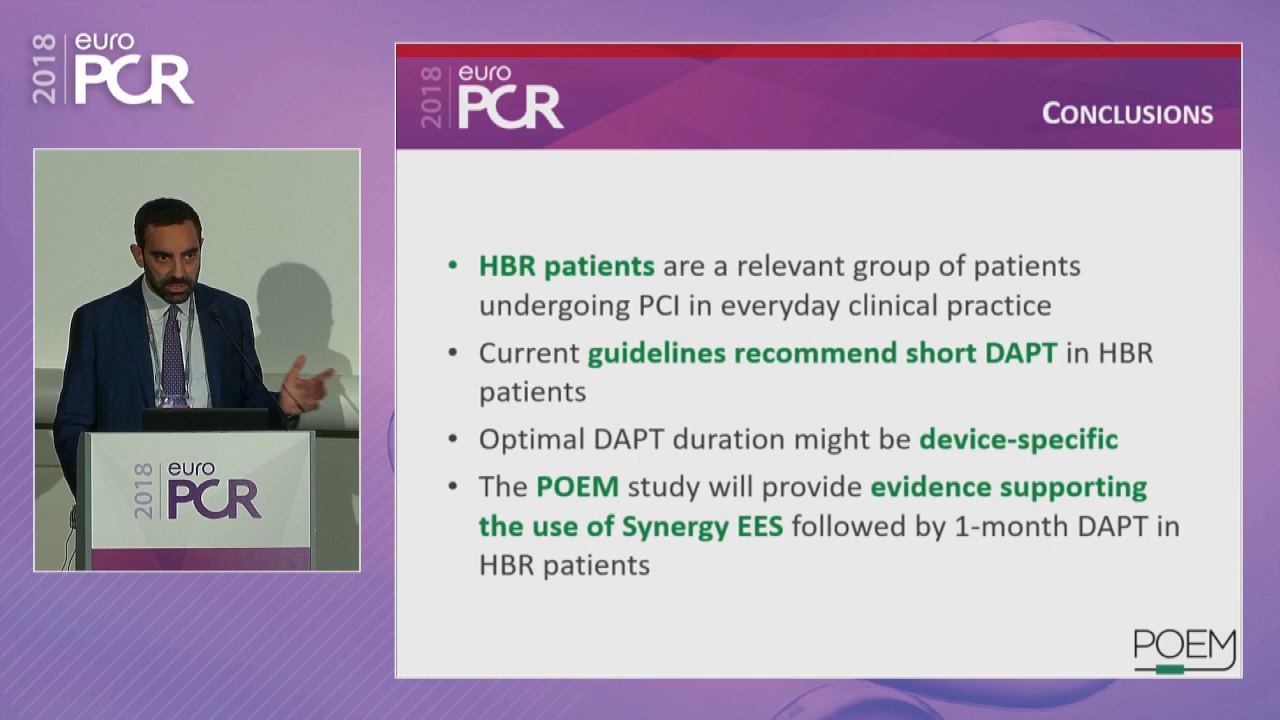 2018 euro PCR
2018 euro PCR
CONCLUSIONS
• HBR patients are a relevant group of patients
undergoing PCI in everyday clinical practice
• Current guidelines recommend short DAPT in HBR
patients
• Optimal DAPT duration might be device-specific
• The POEM study will provide evidence supporting
the use of Synergy EES followed by 1-month DAPT in
HBR patients
POEM
2018 euro PCR